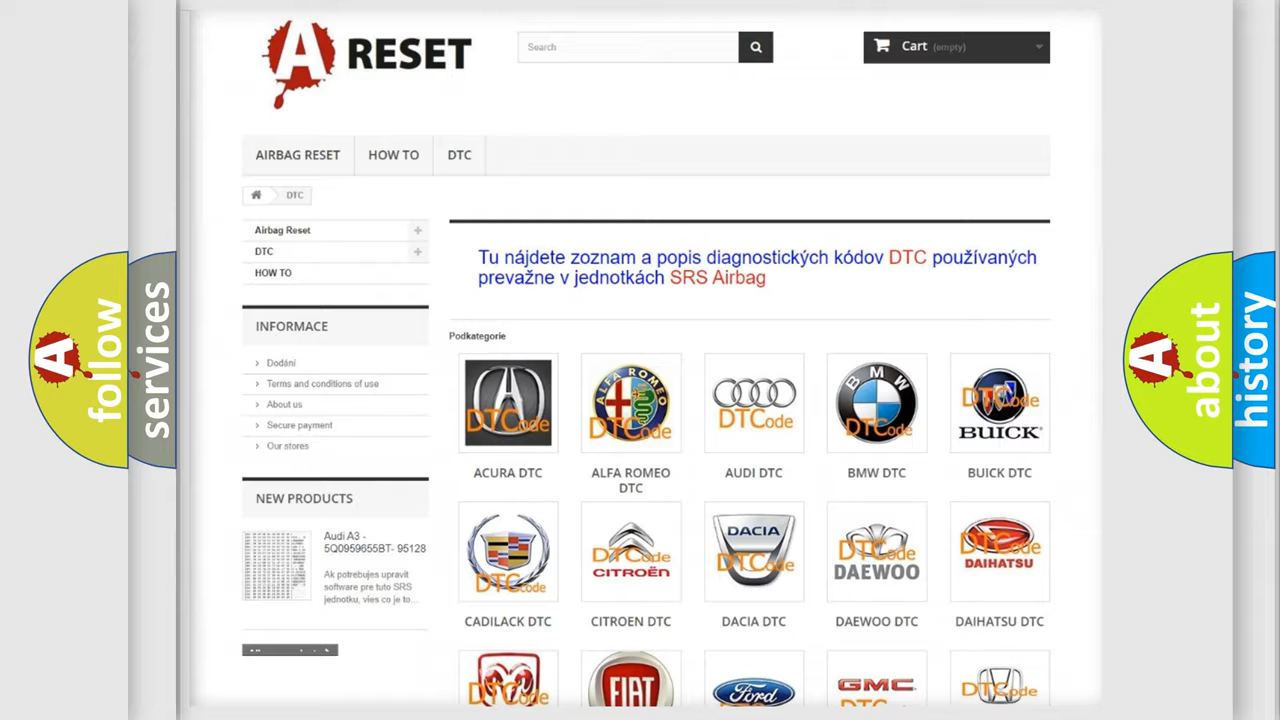 A RESET
Search
Cart (empty)
AIRBAG RESET
HOW TO
DTC
DTC
Airbag Reset
DTC
HOW TO
INFORMACE
Dodání
Terms and conditions of use
About us
Secure payment
Our stores
NEW PRODUCTS
Audi A3 -
5Q0959655BT- 95128
Ak potrebujes upravit
software pre tuto SRS
jednotku, vies co je to...
Tu nájdete zoznam a popis diagnostických kódov DTC používaných
prevažne v jednotkách SRS Airbag
Podkategorie
DTCode
ACURA DTC
ALFA ROMEO
DTCode
ALFA ROMEO
DTC
DTCode
AUDI DTC
BMW
DTCode
BMW DTC
DTCode
BUICK
BUICK DTC
DTCode
CADILACK DTC
DTCode
CITROËN
CITROEN DTC
DACIA
DTCode
DACIA DTC
DTCode
DAEWOO
DAEWOO DTC
DTCode
DAIHATSU
DAIHATSU DTC
DTCode
FIAT
Ford
GMC
DTCode
A follow
services
A about
history